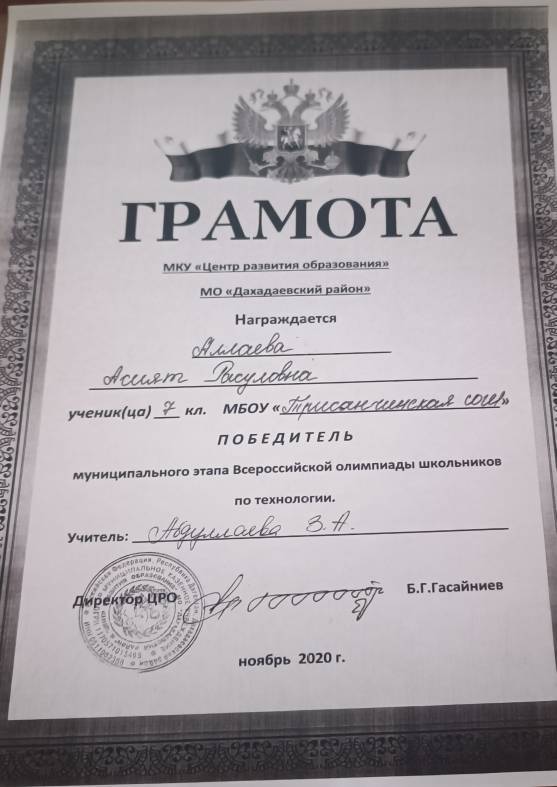 ГРАМОТА
МКУ «Центр развития образования»
МО «Дахадаевский район»
Награждается
Аллаева
Асият Расуловна
ученик(ца) 7 кл. МБОУ «Трисанчинская сош»
ПОБЕДИТЕЛЬ
муниципального этапа Всероссийской олимпиады школьников
по технологии.
Учитель: Абдуллаева З. А.
Директор ЦРО Б.Г.Гасайниев
ноябрь 2020 г.